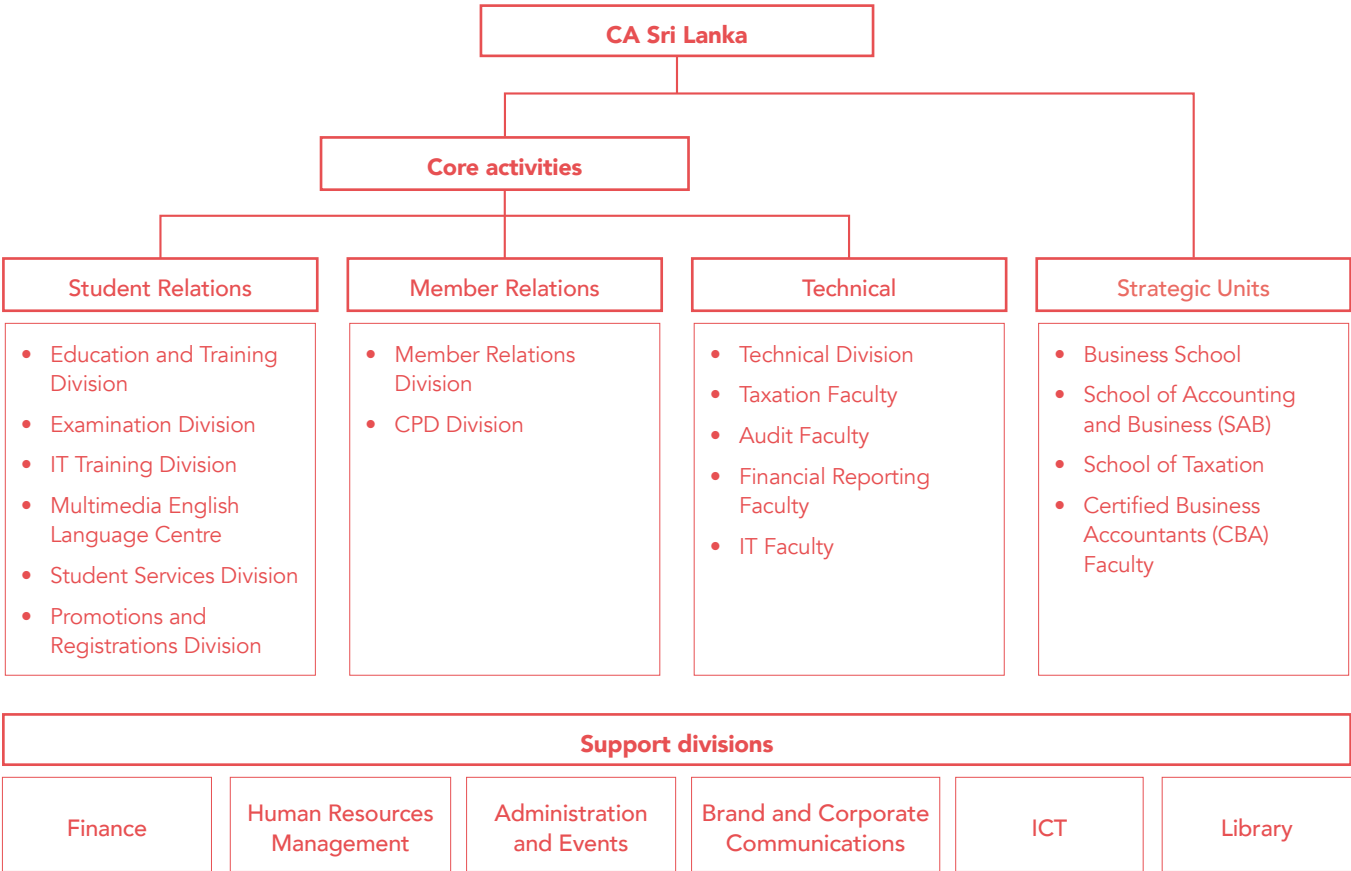 CA Sri Lanka
Core activities
Student Relations
Member Relations
Technical
Strategic Units
• Education and Training
Division
• Examination Division
• IT Training Division
• Multimedia English
Language Centre
• Student Services Division
• Promotions and
Registrations Division
• Member Relations
Division
• CPD Division
• Technical Division
• Taxation Faculty
• Audit Faculty
• Financial Reporting
Faculty
• IT Faculty
• Business School
• School of Accounting
and Business (SAB)
• School of Taxation
• Certified Business
Accountants (CBA)
Faculty
Support divisions
Finance
Human Resources
Management
Administration
and Events
Brand and Corporate
Communications
ICT
Library